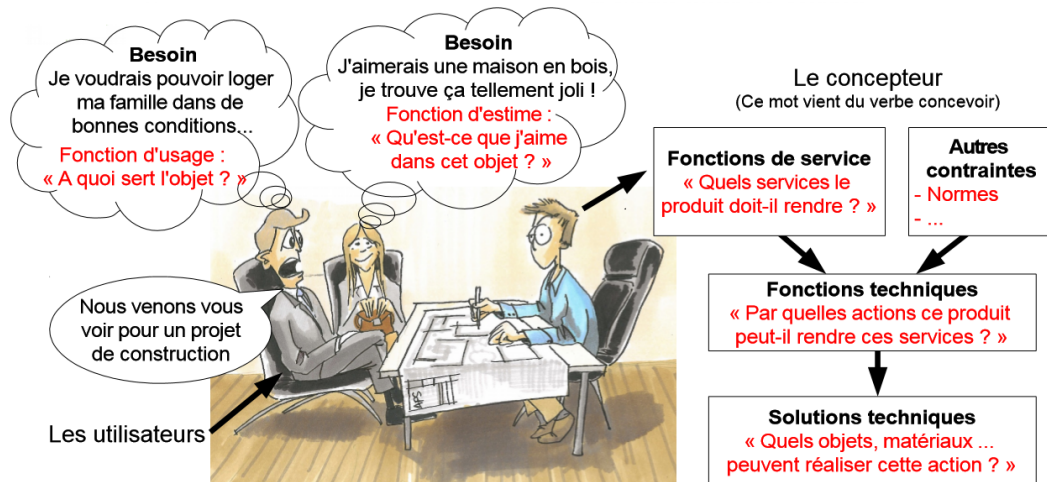 Besoin
Je voudrais pouvoir loger
ma famille dans de
bonnes conditions...
Fonction d'usage :
« A quoi sert l'objet ? »
Besoin
J'aimerais une maison en bois,
je trouve ça tellement joli !
Fonction d'estime :
« Qu'est-ce que j'aime
dans cet objet ? »
Nous venons vous
voir pour un projet
de construction
Les utilisateurs
APS
Le concepteur
(Ce mot vient du verbe concevoir)
Fonctions de service
« Quels services le
produit doit-il rendre ? »
Autres
contraintes
- Normes
- ...
Fonctions techniques
« Par quelles actions ce produit
peut-il rendre ces services ? »
Solutions techniques
« Quels objets, matériaux ...
peuvent réaliser cette action ? »